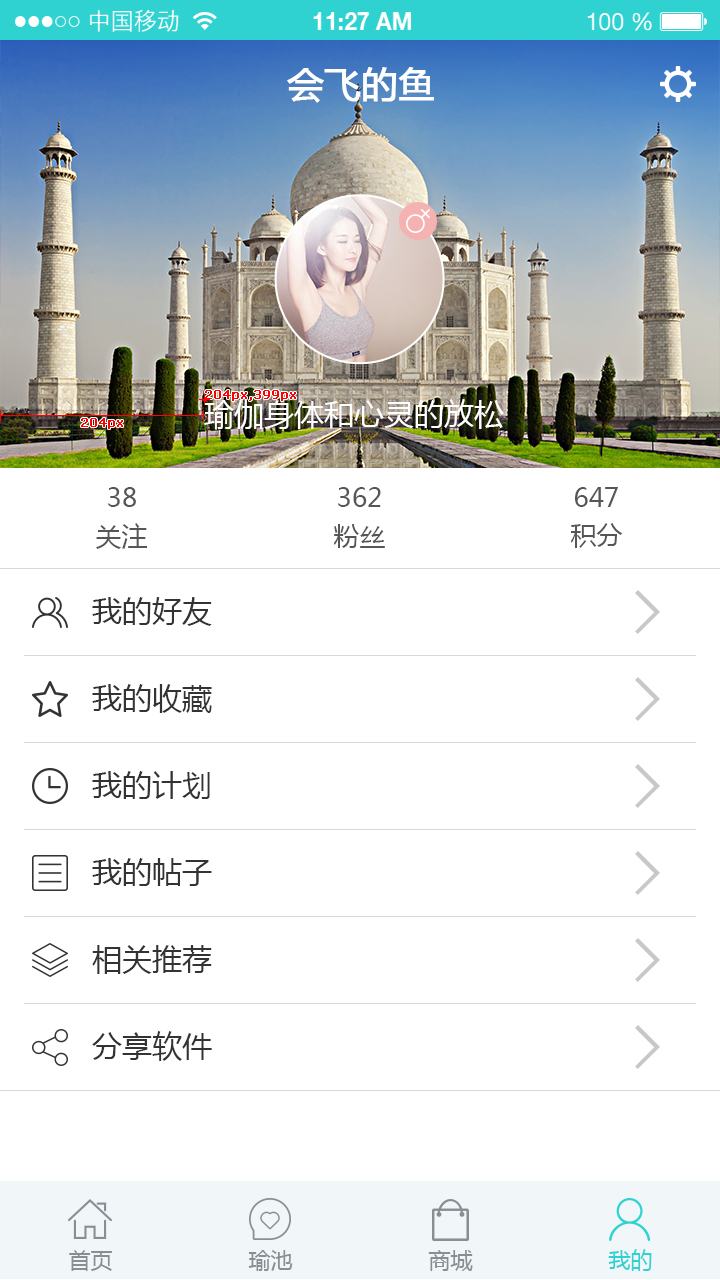 中国移动 11:27 AM 100 %
会飞的鱼
204px,399px
204px
瑜伽身体和心灵的放松
38 362 647
关注 粉丝 积分
我的好友
我的收藏
我的计划
我的帖子
相关推荐
分享软件
首页 瑜池 商城 我的